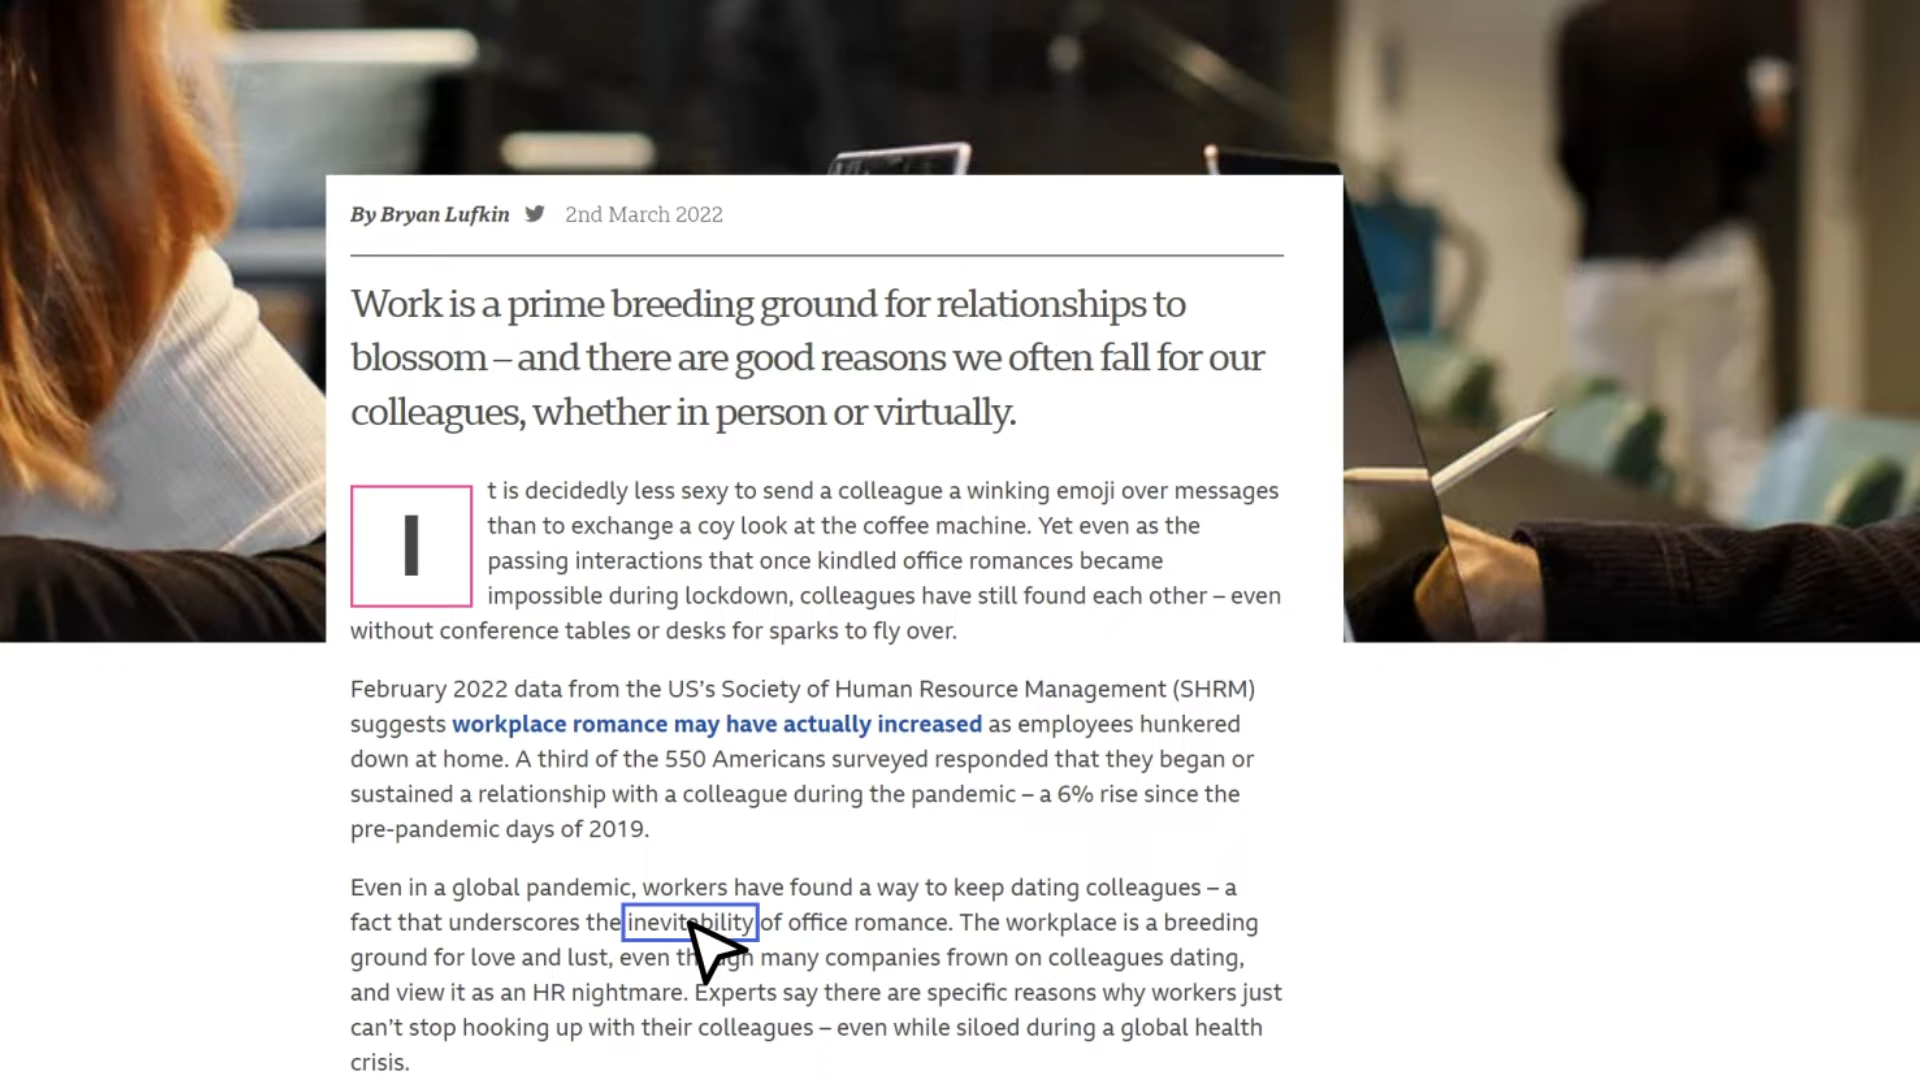 By Bryan Lufkin 2nd March 2022
Work is a prime breeding ground for relationships to
blossom – and there are good reasons we often fall for our
colleagues, whether in person or virtually.
It is decidedly less sexy to send a colleague a winking emoji over messages
than to exchange a coy look at the coffee machine. Yet even as the
passing interactions that once kindled office romances became
impossible during lockdown, colleagues have still found each other – even
without conference tables or desks for sparks to fly over.
February 2022 data from the US’s Society of Human Resource Management (SHRM)
suggests workplace romance may have actually increased as employees hunkered
down at home. A third of the 550 Americans surveyed responded that they began or
sustained a relationship with a colleague during the pandemic – a 6% rise since the
pre-pandemic days of 2019.
Even in a global pandemic, workers have found a way to keep dating colleagues – a
fact that underscores the inevitability of office romance. The workplace is a breeding
ground for love and lust, even though many companies frown on colleagues dating,
and view it as an HR nightmare. Experts say there are specific reasons why workers just
can’t stop hooking up with their colleagues – even while siloed during a global health
crisis.